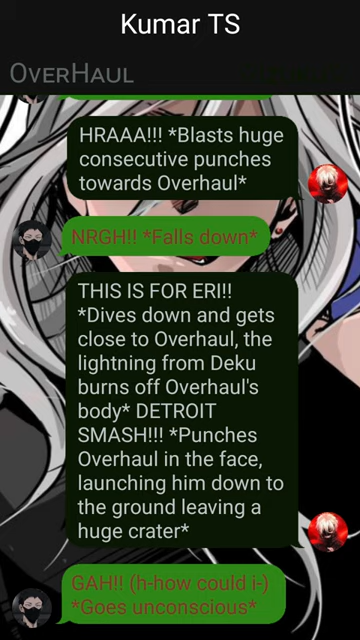 Kumar TS
OVERHAUL
HRAAA!!! *Blasts huge
consecutive punches
towards Overhaul*
NRGH!! *Falls down*
THIS IS FOR ERI!!
*Dives down and gets
close to Overhaul, the
lightning from Deku
burns off Overhaul's
body* DETROIT
SMASH!!! *Punches
Overhaul in the face,
launching him down to
the ground leaving a
huge crater*
GAH!! (h-how could i-)
*Goes unconscious*